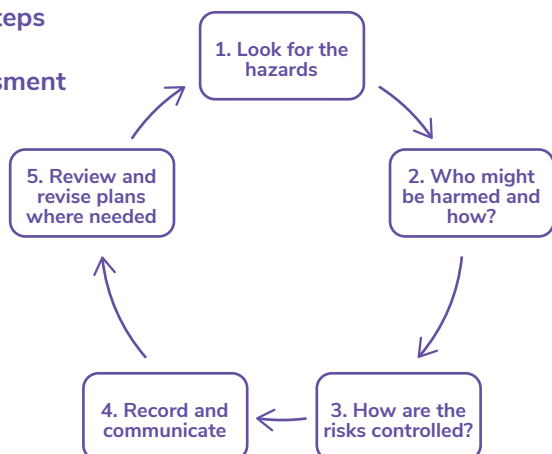 teps
sment
1. Look for the
hazards
2. Who might
be harmed and
how?
3. How are the
risks controlled?
4. Record and
communicate
5. Review and
revise plans
where needed